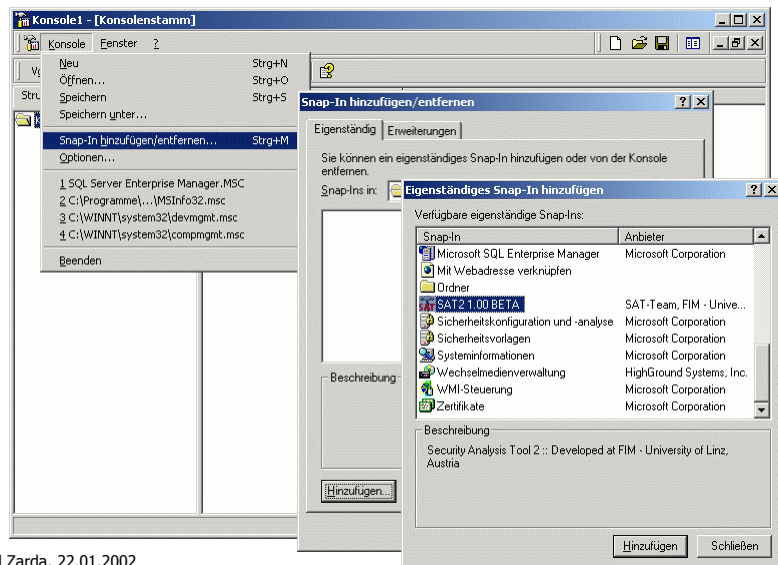 Konsole1 - [Konsolenstamm]
Konsole Fenster ?
Neu Strg+N
Öffnen... Strg+O
Speichern Strg+S
Speichern unter...
Snap-In hinzufügen/entfernen... Strg+M
Optionen...
1 SQL Server Enterprise Manager.MSC
2 C:\Programme\...\MSInfo32.msc
3 C:\WINNT\system32\devmgmt.msc
4 C:\WINNT\system32\compmgmt.msc
Beenden
Stru
Snap-In hinzufügen/entfernen
Eigenständig Erweiterungen
Sie können ein eigenständiges Snap-In hinzufügen oder von der Konsole
entfernen.
Snap-Ins in:
Beschreibung
Hinzufügen...
Eigenständiges Snap-In hinzufügen
Verfügbare eigenständige Snap-Ins:
Snap-In Anbieter
Microsoft SQL Enterprise Manager Microsoft Corporation
Mit Webadresse verknüpfen
Ordner
SAT2 1.00 BETA SAT-Team, FIM - Unive...
Sicherheitskonfiguration und -analyse Microsoft Corporation
Sicherheitsvorlagen Microsoft Corporation
Systeminformationen Microsoft Corporation
Wechselmedienverwaltung HighGround Systems, Inc.
WMI-Steuerung Microsoft Corporation
Zertifikate Microsoft Corporation
Beschreibung
Security Analysis Tool 2 :: Developed at FIM - University of Linz,
Austria
Hinzufügen Schließen
Zarda, 22.01.2002